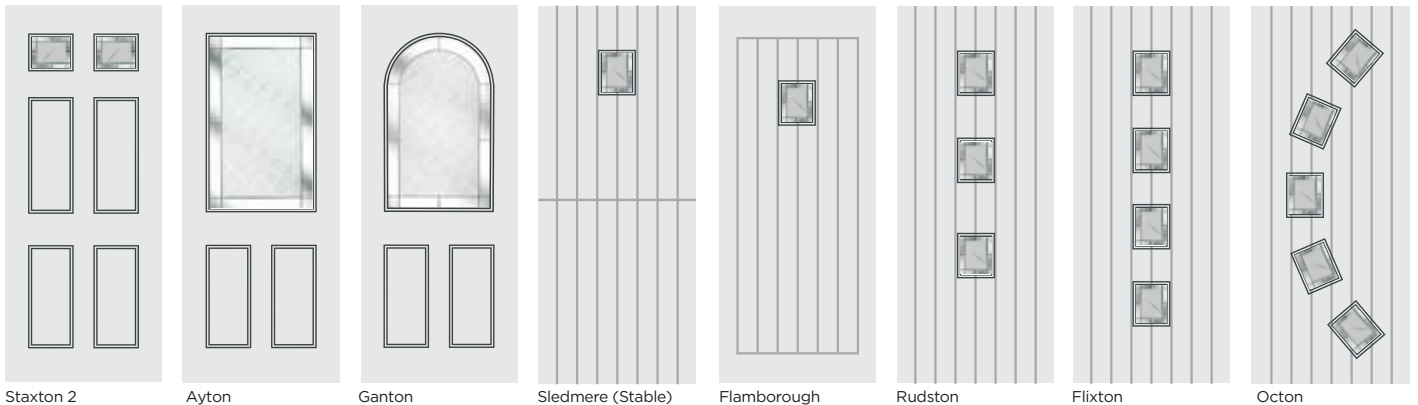 Staxton 2
Ayton
Ganton
Sledmere (Stable)
Flamborough
Rudston
Flixton
Octon